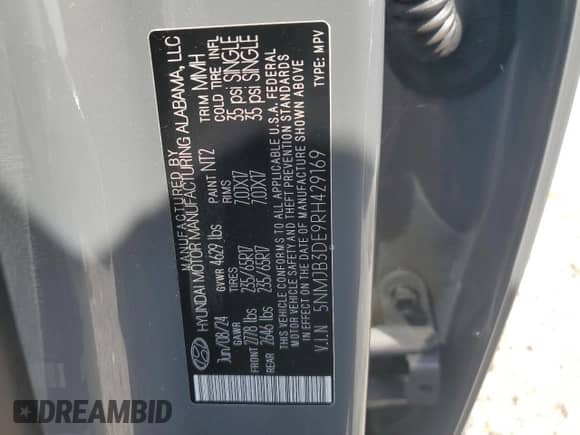 MANUFACTURED BY
HYUNDAI MOTOR MANUFACTURING ALABAMA, LLC
Jun/08/24 GVWR 4629 lbs PAINT NT2 TRIM MMH
GAWR TIRES RIMS COLD TIRE INFL
FRONT 2778 lbs 235/65R17 7.0JX17 35 psi SINGLE
REAR 2646 lbs 235/65R17 7.0JX17 35 psi SINGLE
CONFORMS TO ALL APPLICABLE U.S.A. FEDERAL
MOTOR VEHICLE SAFETY AND THEFT PREVENTION STANDARDS
IN EFFECT ON THE DATE OF MANUFACTURE SHOWN ABOVE
V.I.N 5NMJB3DE9RH429169 TYPE: MPV
DREAMBID